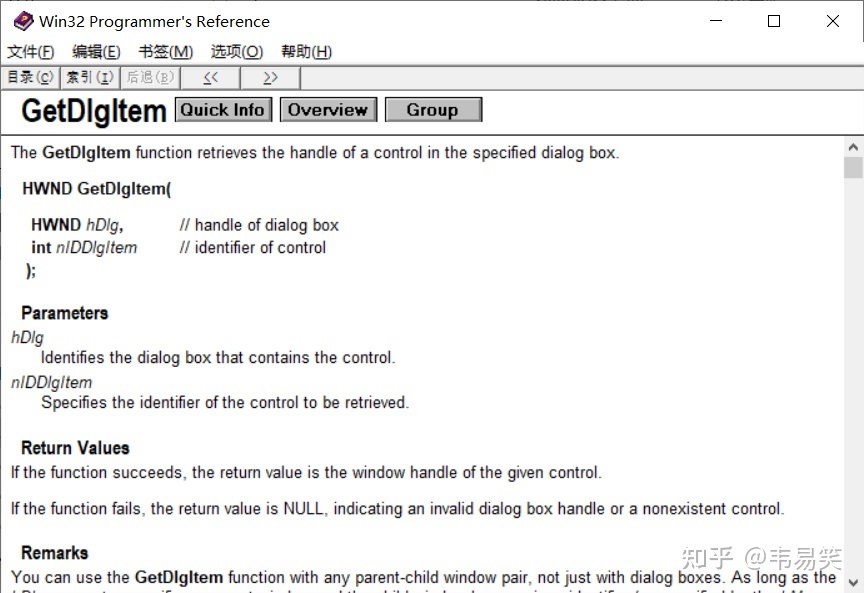 Win32 Programmer's Reference
文件(F) 编辑(E) 书签(M) 选项(O) 帮助(H)
目录(C) 索引(I) 后退(B) << >>
GetDlgItem Quick Info Overview Group
The GetDlgItem function retrieves the handle of a control in the specified dialog box.
HWND GetDlgItem(
HWND hDlg, // handle of dialog box
int nIDDlgItem // identifier of control
);
Parameters
hDlg
Identifies the dialog box that contains the control.
nIDDlgItem
Specifies the identifier of the control to be retrieved.
Return Values
If the function succeeds, the return value is the window handle of the given control.
If the function fails, the return value is NULL, indicating an invalid dialog box handle or a nonexistent control.
Remarks
知乎 @韦易笑
You can use the GetDlgItem function with any parent-child window pair, not just with dialog boxes. As long as the